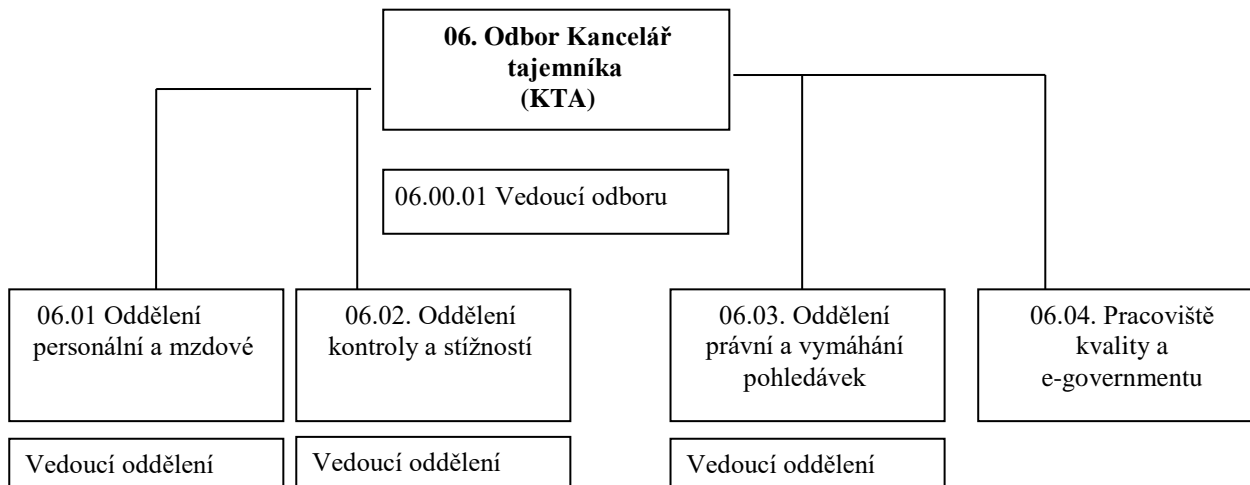 06. Odbor Kancelář
tajemníka
(KTA)
06.00.01 Vedoucí odboru
06.01 Oddělení
personální a mzdové
06.02. Oddělení
kontroly a stížností
06.03. Oddělení
právní a vymáhání
pohledávek
06.04. Pracoviště
kvality a
e-governmentu
Vedoucí oddělení
Vedoucí oddělení
Vedoucí oddělení